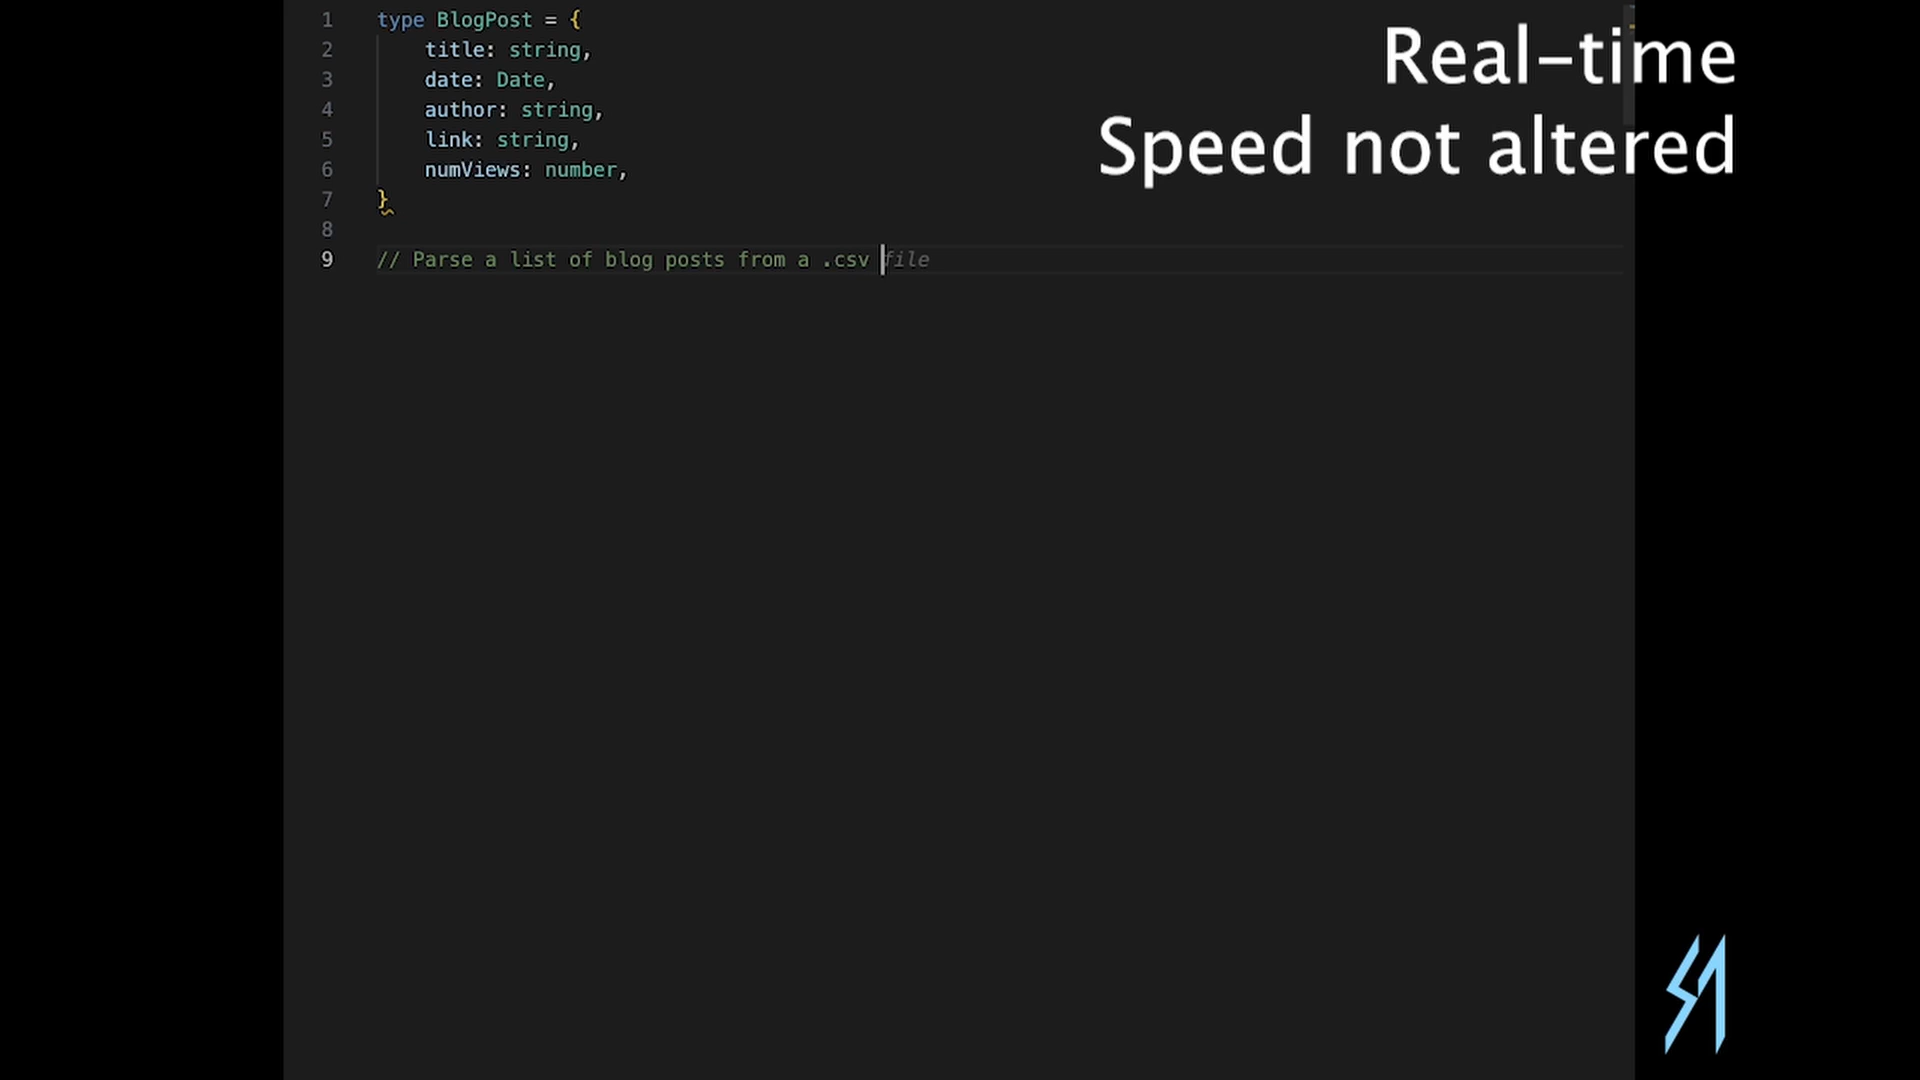 1 type BlogPost = {
2 title: string,
3 date: Date,
4 author: string,
5 link: string,
6 numViews: number,
7 }
8
9 // Parse a list of blog posts from a .csv file
Real-time
Speed not altered